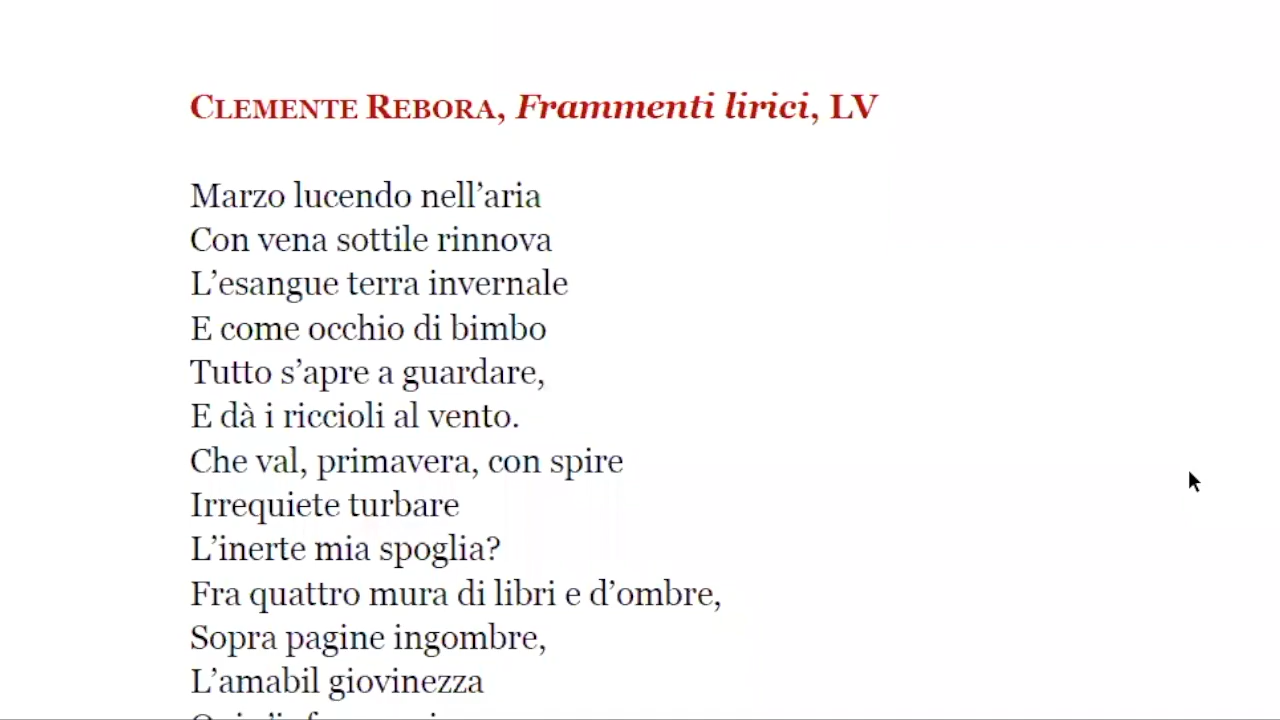 CLEMENTE REBORA, Frammenti lirici, LV
Marzo lucendo nell’aria
Con vena sottile rinnova
L’esangue terra invernale
E come occhio di bimbo
Tutto s’apre a guardare,
E dà i riccioli al vento.
Che val, primavera, con spire
Irrequiete turbare
L’inerte mia spoglia?
Fra quattro mura di libri e d’ombre,
Sopra pagine ingombre,
L’amabil giovinezza